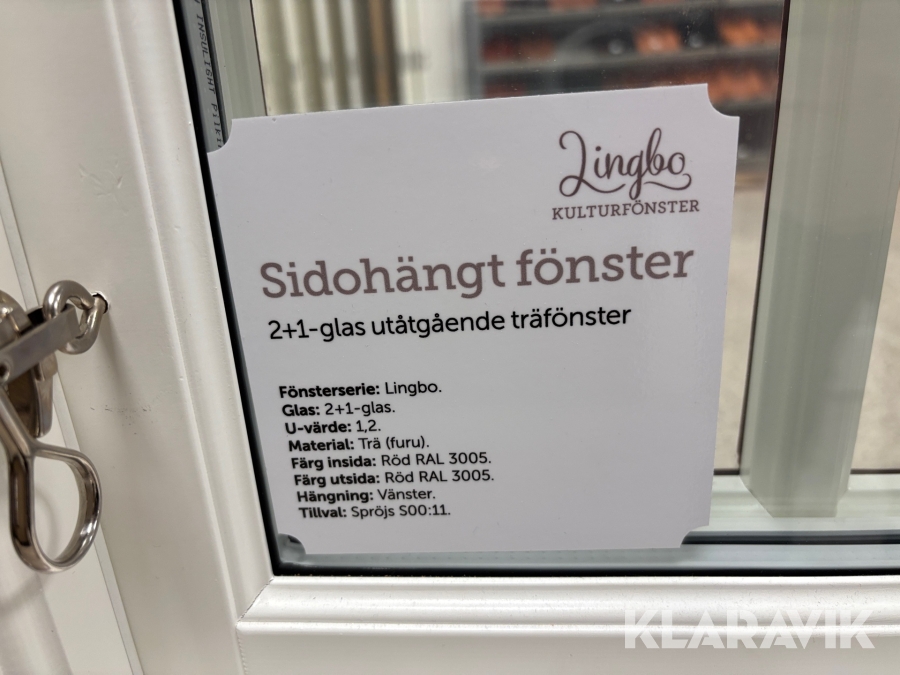 INSULIGHT
Lingbo
KULTURFÖNSTER
Sidohängt fönster
2+1-glas utåtgående träfönster
Fönsterserie: Lingbo.
Glas: 2+1-glas.
U-värde: 1,2.
Material: Trä (furu).
Färg insida: Röd RAL 3005.
Färg utsida: Röd RAL 3005.
Hängning: Vänster.
Tillval: Spröjs S00:11.
KLARAVIK